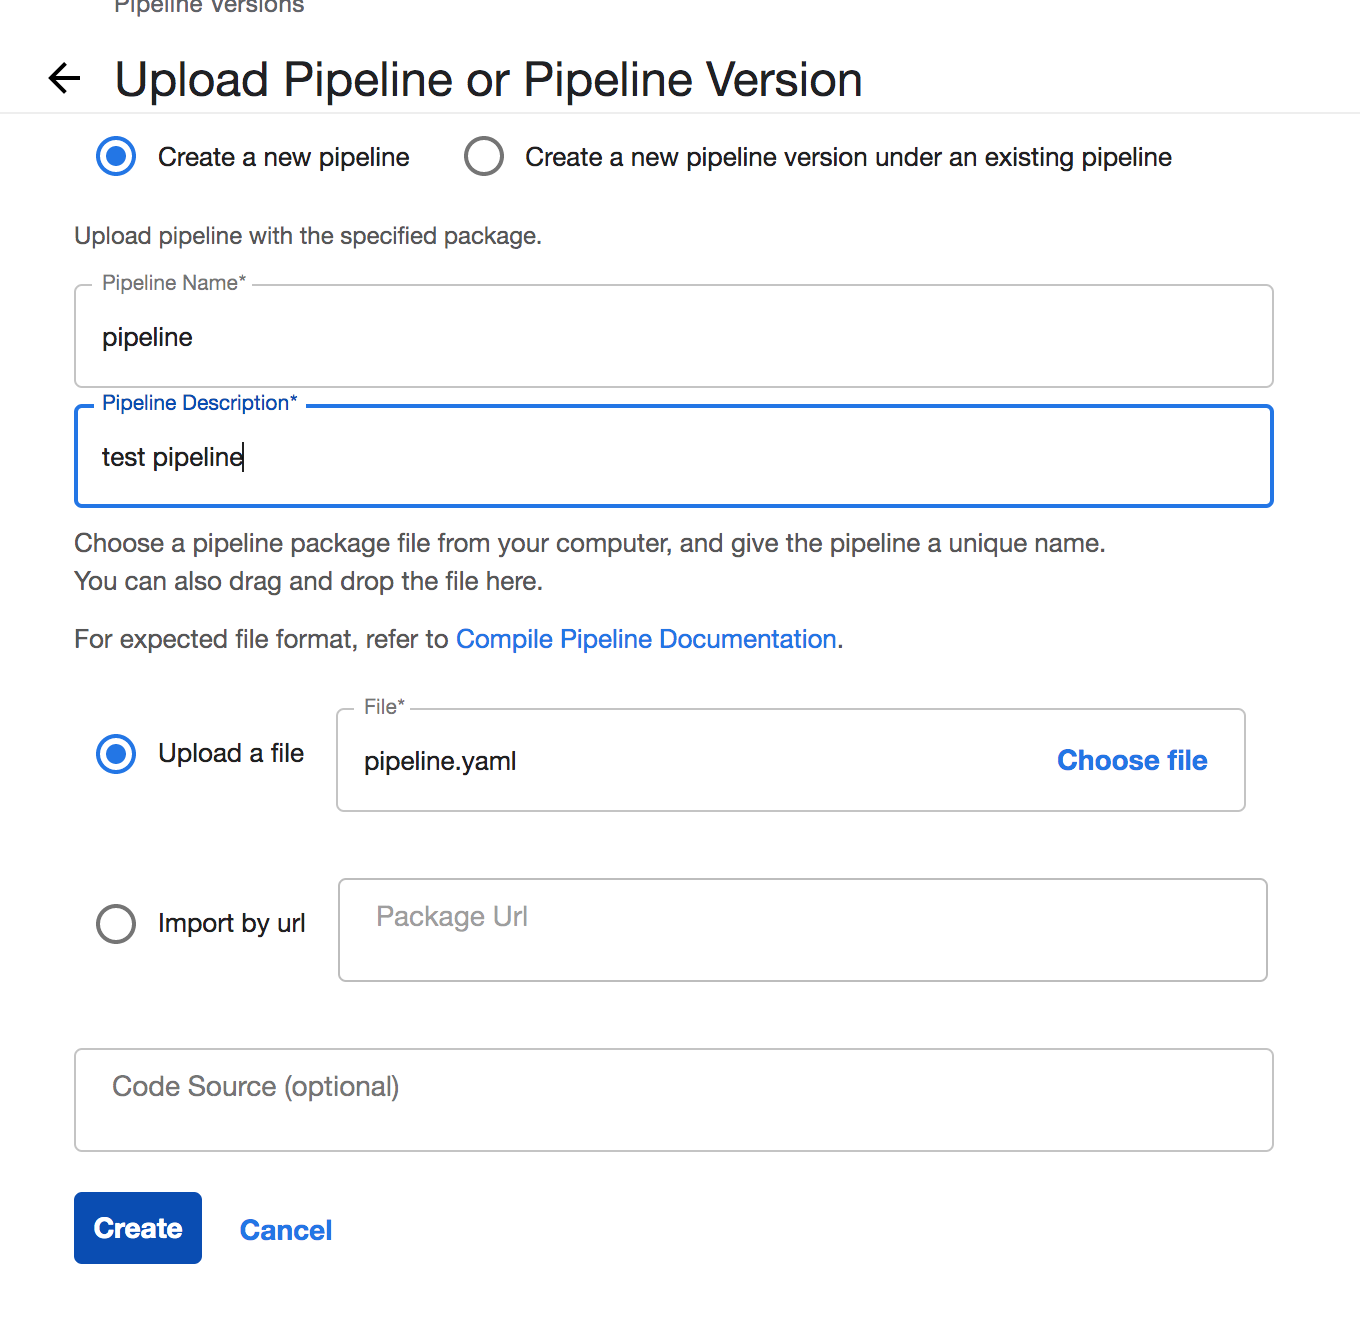 Pipeline Versions
Upload Pipeline or Pipeline Version
Create a new pipeline
Create a new pipeline version under an existing pipeline
Upload pipeline with the specified package.
Pipeline Name*
pipeline
Pipeline Description*
test pipeline
Choose a pipeline package file from your computer, and give the pipeline a unique name.
You can also drag and drop the file here.
For expected file format, refer to Compile Pipeline Documentation.
File*
Upload a file
pipeline.yaml
Choose file
Import by url
Package Url
Code Source (optional)
Create
Cancel